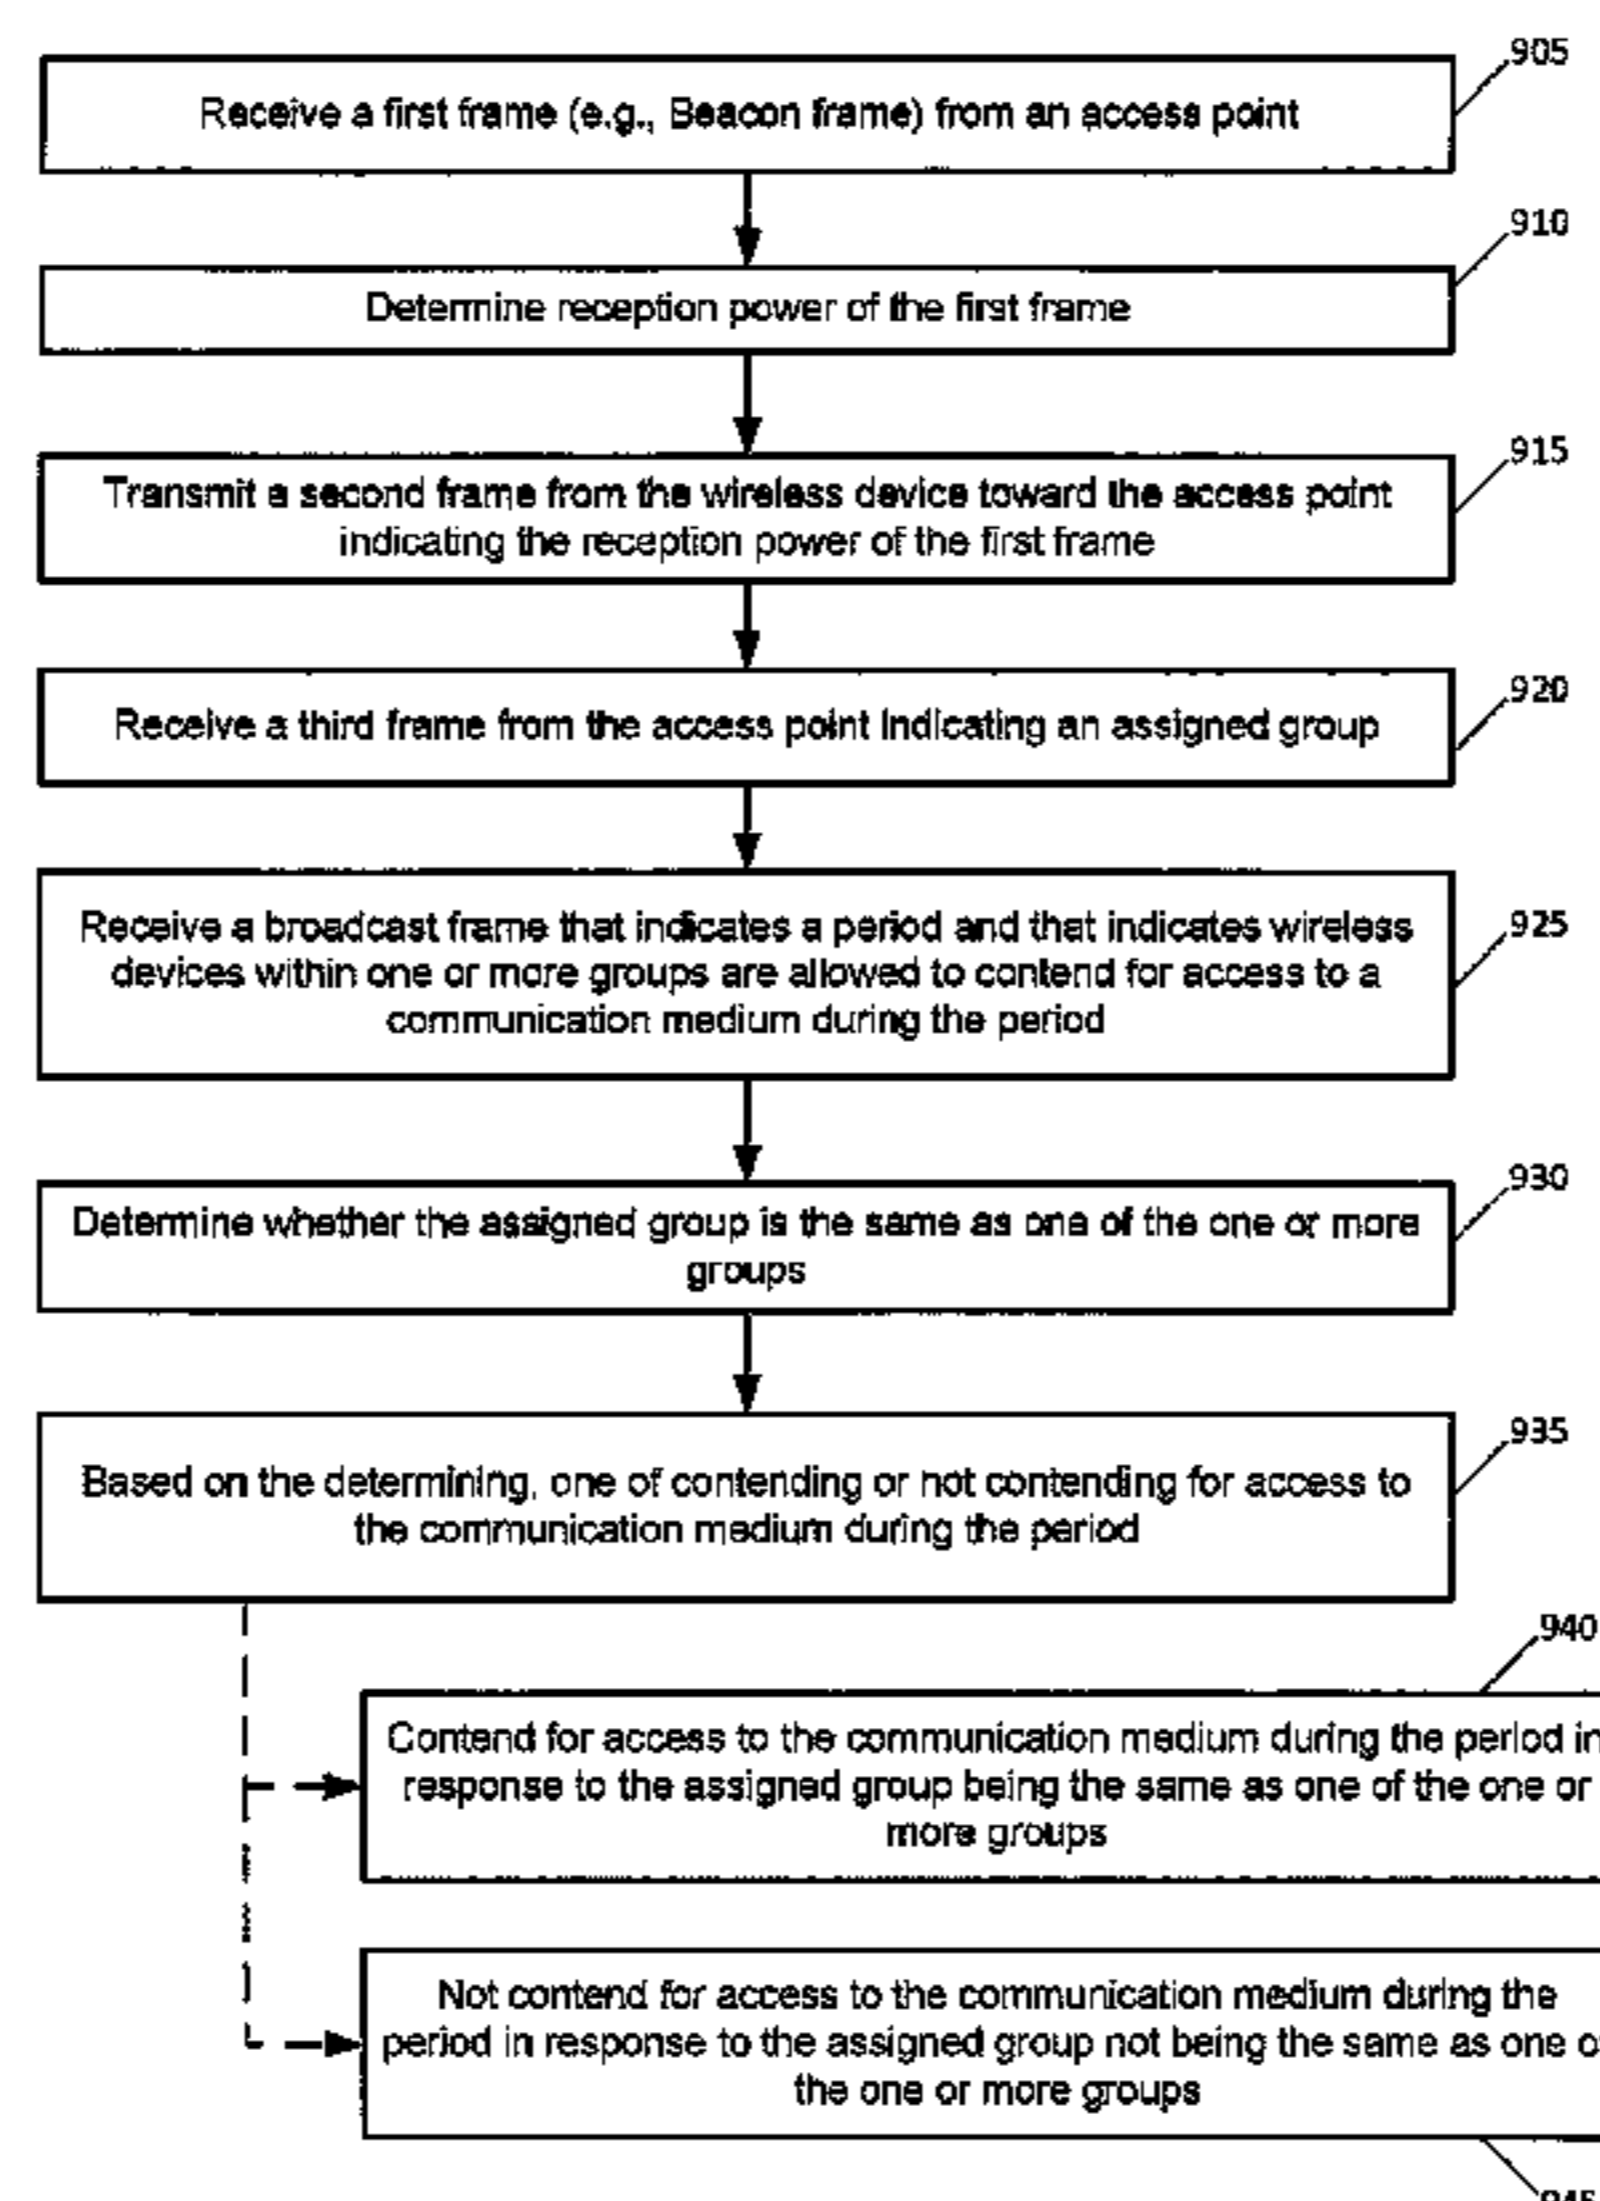 905
Receive a first frame (e.g., Beacon frame) from an access point
910
Determine reception power of the first frame
915
Transmit a second frame from the wireless device toward the access point
indicating the reception power of the first frame
920
Receive a third frame from the access point indicating an assigned group
925
Receive a broadcast frame that indicates a period and that indicates wireless
devices within one or more groups are allowed to contend for access to a
communication medium during the period
930
Determine whether the assigned group is the same as one of the one or more
groups
935
Based on the determining, one of contending or not contending for access to
the communication medium during the period
940
Contend for access to the communication medium during the period in
response to the assigned group being the same as one of the one or
more groups
Not contend for access to the communication medium during the
period in response to the assigned group not being the same as one
the one or more groups